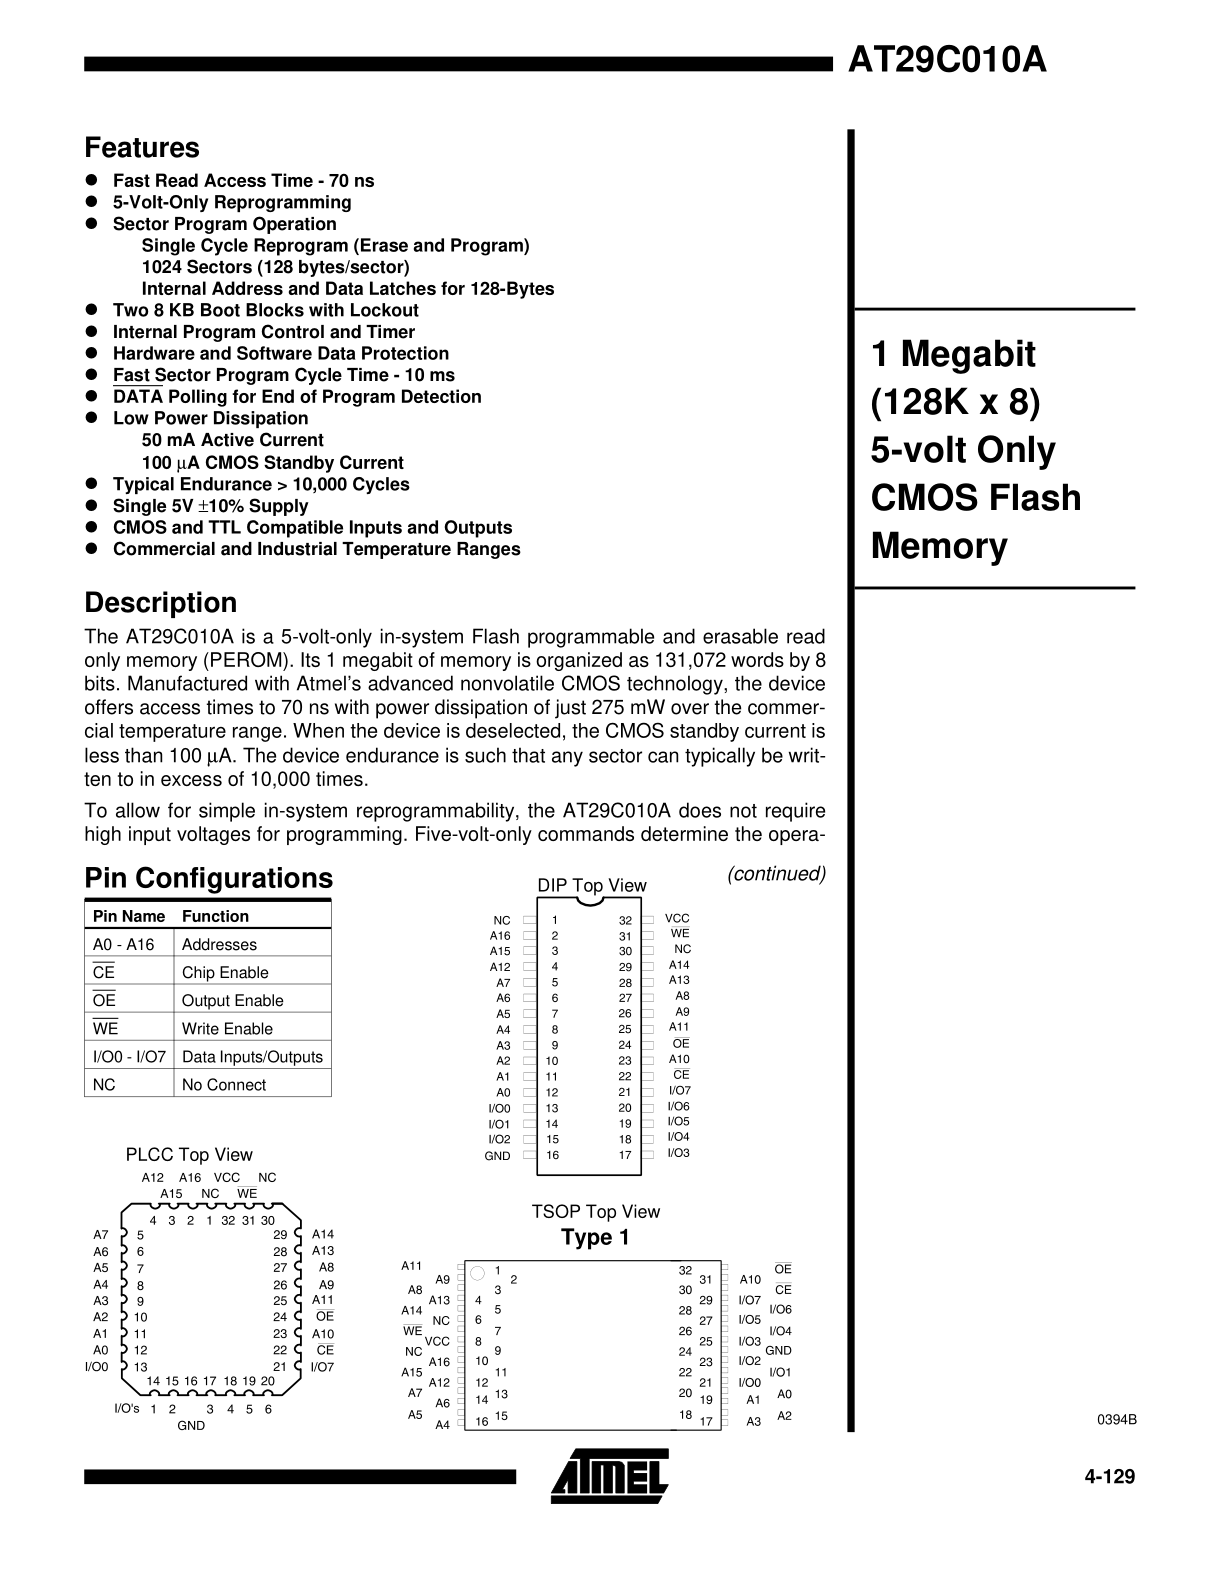 AT29C010A
Features
● Fast Read Access Time - 70 ns
● 5-Volt-Only Reprogramming
● Sector Program Operation
Single Cycle Reprogram (Erase and Program)
1024 Sectors (128 bytes/sector)
Internal Address and Data Latches for 128-Bytes
● Two 8 KB Boot Blocks with Lockout
● Internal Program Control and Timer
● Hardware and Software Data Protection
● Fast Sector Program Cycle Time - 10 ms
● DATA Polling for End of Program Detection
● Low Power Dissipation
50 mA Active Current
100 µA CMOS Standby Current
● Typical Endurance > 10,000 Cycles
● Single 5V ±10% Supply
● CMOS and TTL Compatible Inputs and Outputs
● Commercial and Industrial Temperature Ranges
1 Megabit
(128K x 8)
5-volt Only
CMOS Flash
Memory
Description
The AT29C010A is a 5-volt-only in-system Flash programmable and erasable read
only memory (PEROM). Its 1 megabit of memory is organized as 131,072 words by 8
bits. Manufactured with Atmel's advanced nonvolatile CMOS technology, the device
offers access times to 70 ns with power dissipation of just 275 mW over the commer-
cial temperature range. When the device is deselected, the CMOS standby current is
less than 100 µA. The device endurance is such that any sector can typically be writ-
ten to in excess of 10,000 times.
To allow for simple in-system reprogrammability, the AT29C010A does not require
high input voltages for programming. Five-volt-only commands determine the opera-
(continued)
Pin Configurations
Pin Name Function
A0 - A16 Addresses
CE Chip Enable
OE Output Enable
WE Write Enable
I/O0 - I/O7 Data Inputs/Outputs
NC No Connect
DIP Top View
NC 1 32 VCC
A16 2 31 WE
A15 3 30 NC
A12 4 29 A14
A7 5 28 A13
A6 6 27 A8
A5 7 26 A9
A4 8 25 A11
A3 9 24 OE
A2 10 23 A10
A1 11 22 CE
A0 12 21 I/O7
I/O0 13 20 I/O6
I/O1 14 19 I/O5
I/O2 15 18 I/O4
GND 16 17 I/O3
PLCC Top View
A12 A16 VCC NC
A15 NC WE
4 3 2 1 32 31 30
A7 5 29 A14
A6 6 28 A13
A5 7 27 A8
A4 8 26 A9
A3 9 25 A11
A2 10 24 OE
A1 11 23 A10
A0 12 22 CE
I/O0 13 21 I/O7
14 15 16 17 18 19 20
I/O's 1 2 3 4 5 6
GND
TSOP Top View
Type 1
A11 1 32 OE
A9 2 31 A10
A8 3 30 CE
A13 4 29 I/O7
A14 5 28 I/O6
NC 6 27 I/O5
WE 7 26 I/O4
VCC 8 25 I/O3
NC 9 24 GND
A16 10 23 I/O2
A15 11 22 I/O1
A12 12 21 I/O0
A7 13 20 A0
A6 14 19 A1
A5 15 18 A2
A4 16 17 A3
0394B
ATMEL
4-129